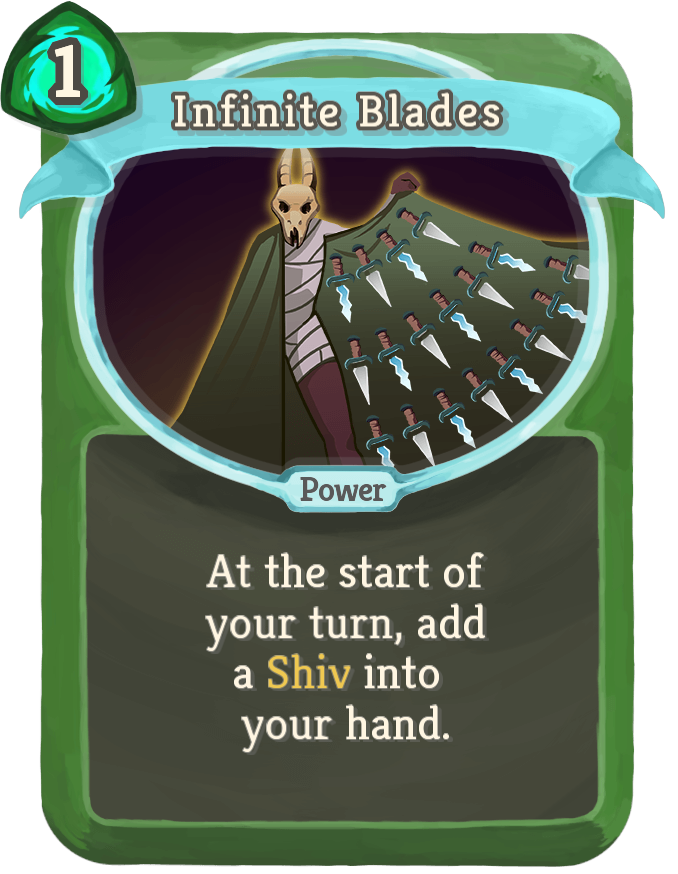 1
Infinite Blades
Power
At the start of
your turn, add
a Shiv into
your hand.